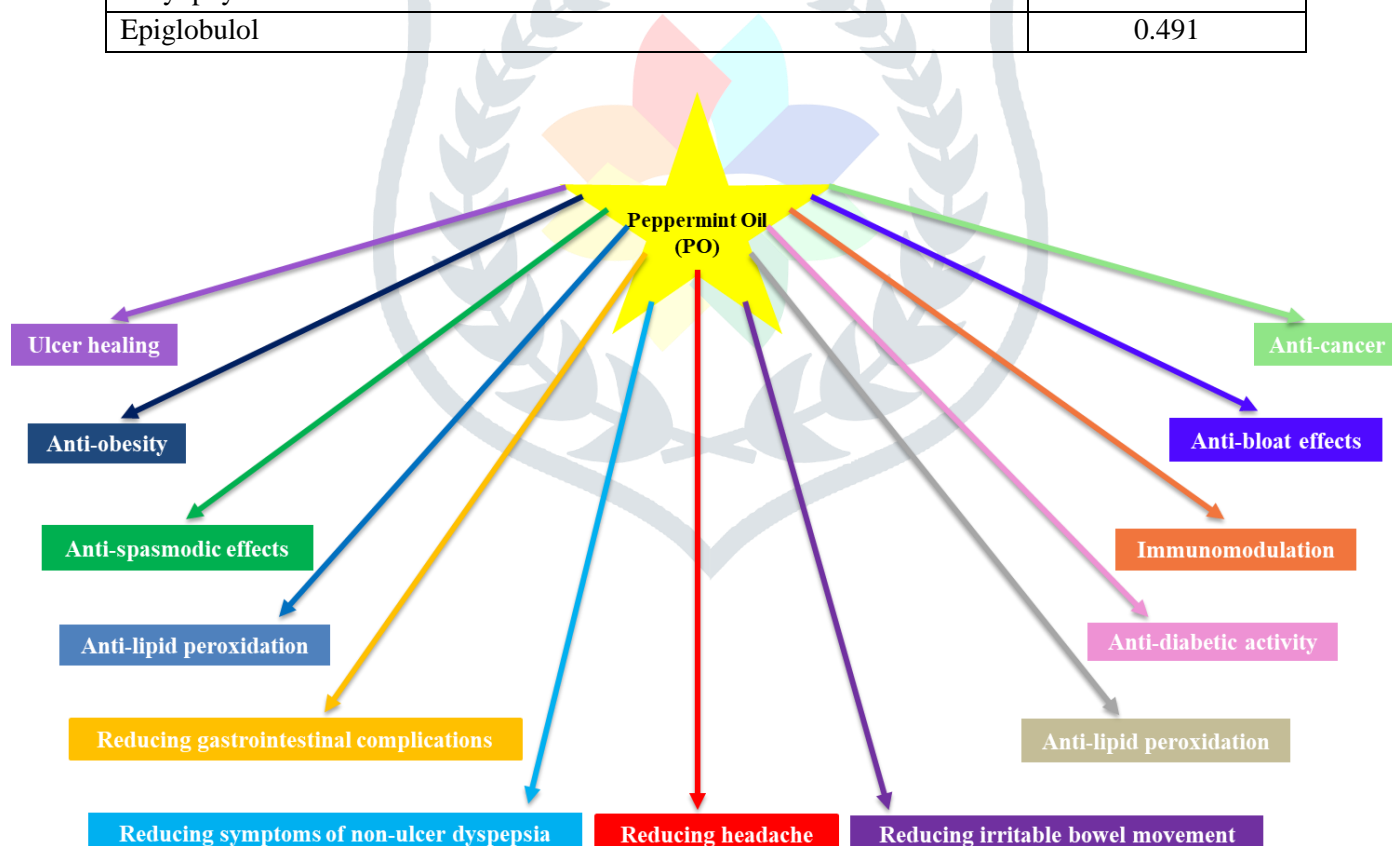 Epiglobulol 0.491
Peppermint Oil
(PO)
Ulcer healing
Anti-cancer
Anti-obesity
Anti-bloat effects
Anti-spasmodic effects
Immunomodulation
Anti-lipid peroxidation
Anti-diabetic activity
Reducing gastrointestinal complications
Anti-lipid peroxidation
Reducing symptoms of non-ulcer dyspepsia
Reducing headache
Reducing irritable bowel movement